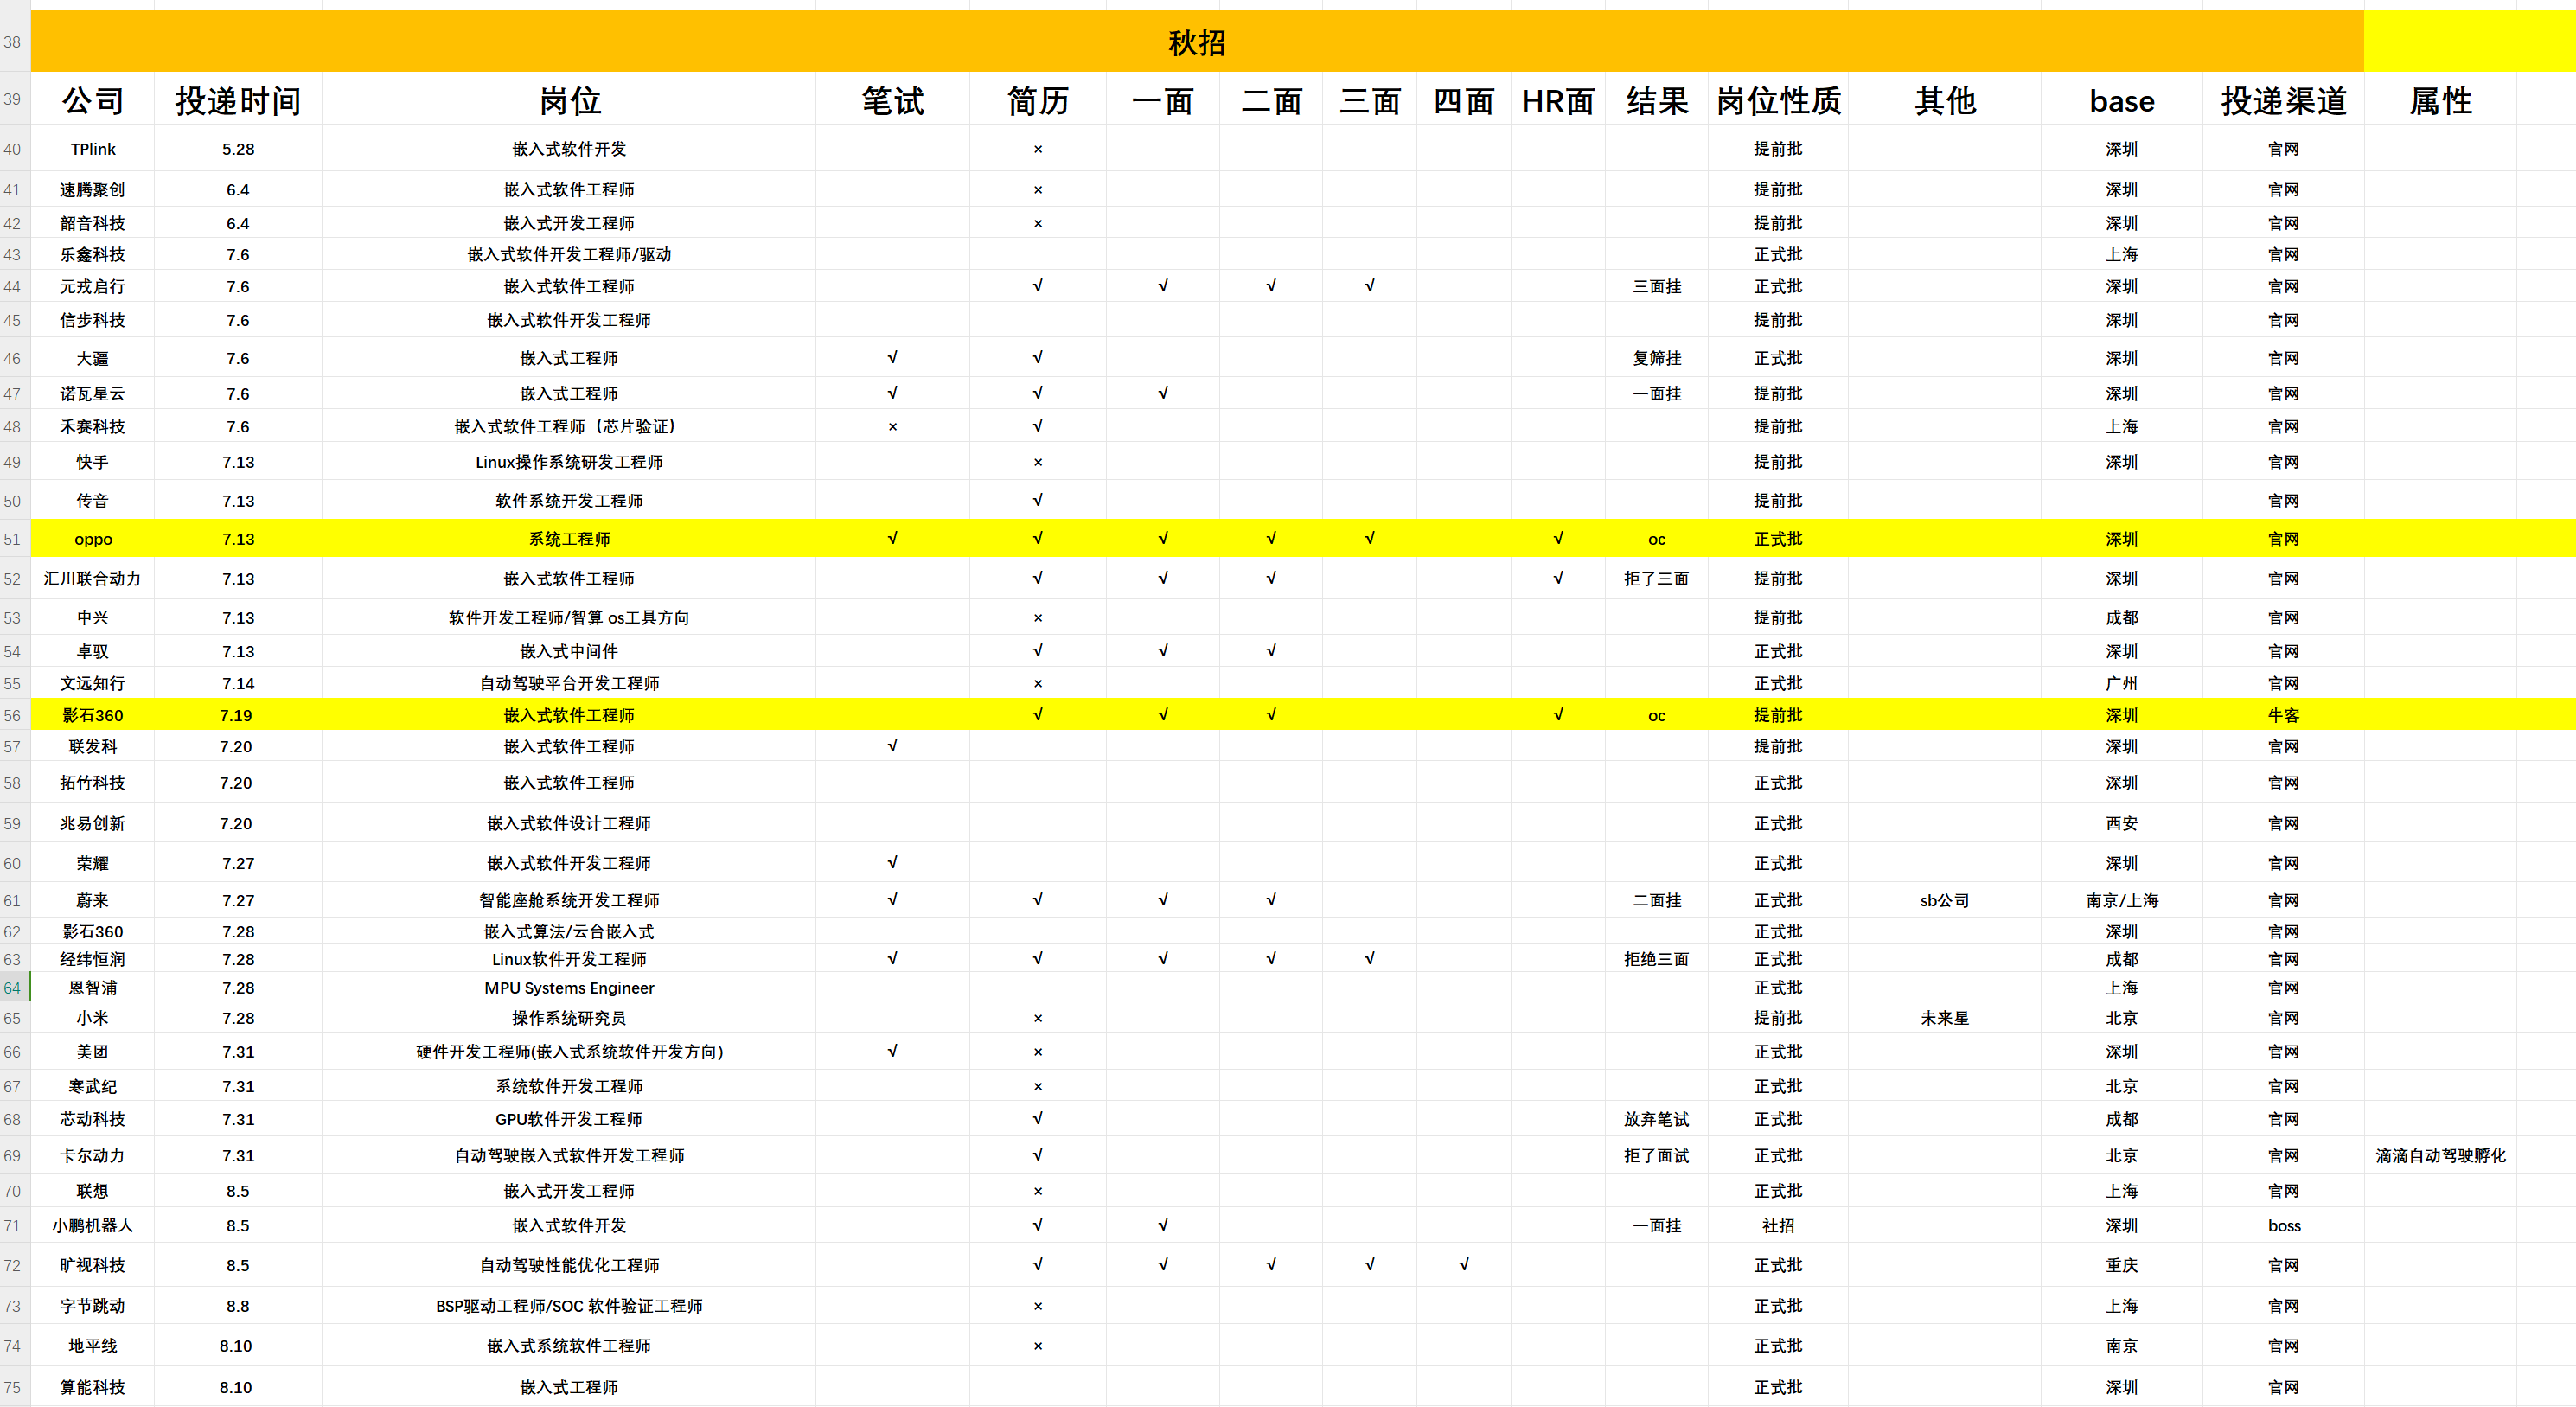 38 秋招
39 公司 投递时间 岗位 笔试 简历 一面 二面 三面 四面 HR面 结果 岗位性质 其他 base 投递渠道 属性
40 TPlink 5.28 嵌入式软件开发 × 提前批 深圳 官网
41 速腾聚创 6.4 嵌入式软件工程师 × 提前批 深圳 官网
42 韶音科技 6.4 嵌入式开发工程师 × 提前批 深圳 官网
43 乐鑫科技 7.6 嵌入式软件开发工程师/驱动 正式批 上海 官网
44 元戎启行 7.6 嵌入式软件工程师 √ √ √ √ 三面挂 正式批 深圳 官网
45 信步科技 7.6 嵌入式软件开发工程师 提前批 深圳 官网
46 大疆 7.6 嵌入式工程师 √ √ 复筛挂 正式批 深圳 官网
47 诺瓦星云 7.6 嵌入式工程师 √ √ √ 一面挂 提前批 深圳 官网
48 禾赛科技 7.6 嵌入式软件工程师（芯片验证） × √ 提前批 上海 官网
49 快手 7.13 Linux操作系统研发工程师 × 提前批 深圳 官网
50 传音 7.13 软件系统开发工程师 √ 提前批 官网
51 oppo 7.13 系统工程师 √ √ √ √ √ √ oc 正式批 深圳 官网
52 汇川联合动力 7.13 嵌入式软件工程师 √ √ √ √ 拒了三面 提前批 深圳 官网
53 中兴 7.13 软件开发工程师/智算 os工具方向 × 提前批 成都 官网
54 卓驭 7.13 嵌入式中间件 √ √ √ 正式批 深圳 官网
55 文远知行 7.14 自动驾驶平台开发工程师 × 正式批 广州 官网
56 影石360 7.19 嵌入式软件工程师 √ √ √ √ oc 提前批 深圳 牛客
57 联发科 7.20 嵌入式软件工程师 √ 提前批 深圳 官网
58 拓竹科技 7.20 嵌入式软件工程师 正式批 深圳 官网
59 兆易创新 7.20 嵌入式软件设计工程师 正式批 西安 官网
60 荣耀 7.27 嵌入式软件开发工程师 √ 正式批 深圳 官网
61 蔚来 7.27 智能座舱系统开发工程师 √ √ √ √ 二面挂 正式批 sb公司 南京/上海 官网
62 影石360 7.28 嵌入式算法/云台嵌入式 正式批 深圳 官网
63 经纬恒润 7.28 Linux软件开发工程师 √ √ √ √ √ 拒绝三面 正式批 成都 官网
64 恩智浦 7.28 MPU Systems Engineer 正式批 上海 官网
65 小米 7.28 操作系统研究员 × 提前批 未来星 北京 官网
66 美团 7.31 硬件开发工程师(嵌入式系统软件开发方向) √ × 正式批 深圳 官网
67 寒武纪 7.31 系统软件开发工程师 × 正式批 北京 官网
68 芯动科技 7.31 GPU软件开发工程师 √ 放弃笔试 正式批 成都 官网
69 卡尔动力 7.31 自动驾驶嵌入式软件开发工程师 √ 拒了面试 正式批 北京 官网 滴滴自动驾驶孵化
70 联想 8.5 嵌入式开发工程师 × 正式批 上海 官网
71 小鹏机器人 8.5 嵌入式软件开发 √ √ 一面挂 社招 深圳 boss
72 旷视科技 8.5 自动驾驶性能优化工程师 √ √ √ √ √ 正式批 重庆 官网
73 字节跳动 8.8 BSP驱动工程师/SOC 软件验证工程师 × 正式批 上海 官网
74 地平线 8.10 嵌入式系统软件工程师 × 正式批 南京 官网
75 算能科技 8.10 嵌入式工程师 正式批 深圳 官网